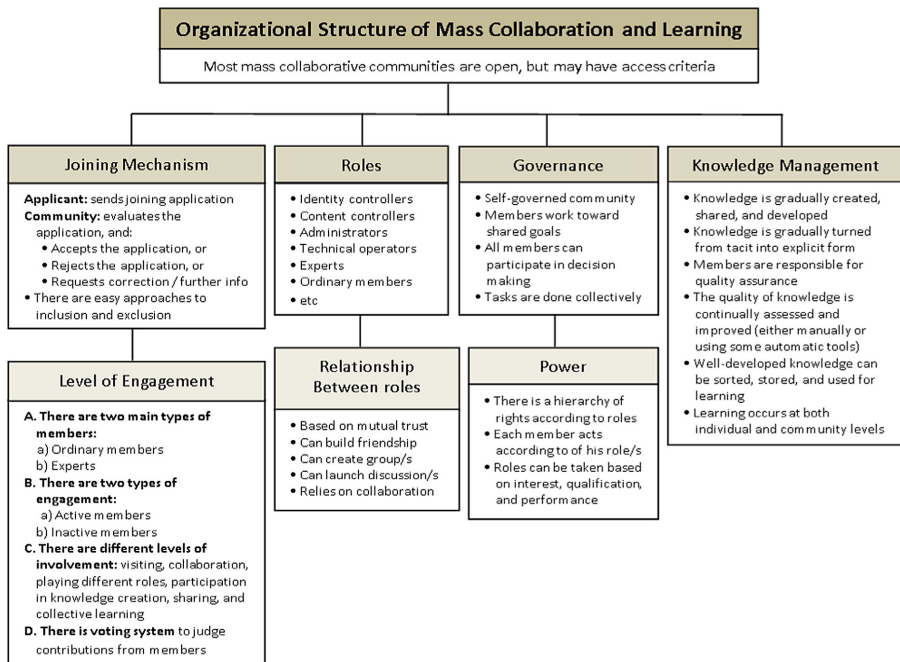 Organizational Structure of Mass Collaboration and Learning
Most mass collaborative communities are open, but may have access criteria
Joining Mechanism
Applicant: sends joining application
Community: evaluates the
application, and:
• Accepts the application, or
• Rejects the application, or
• Requests correction / further info
• There are easy approaches to
inclusion and exclusion
Roles
• Identity controllers
• Content controllers
• Administrators
• Technical operators
• Experts
• Ordinary members
• etc
Governance
• Self-governed community
• Members work toward
shared goals
• All members can
participate in decision
making
• Tasks are done collectively
Knowledge Management
• Knowledge is gradually created,
shared, and developed
• Knowledge is gradually turned
from tacit into explicit form
• Members are responsible for
quality assurance
• The quality of knowledge is
continually assessed and
improved (either manually or
using some automatic tools)
• Well-developed knowledge can
be sorted, stored, and used for
learning
• Learning occurs at both
individual and community levels
Level of Engagement
A. There are two main types of
members:
a) Ordinary members
b) Experts
B. There are two types of
engagement:
a) Active members
b) Inactive members
C. There are different levels of
involvement: visiting, collaboration,
playing different roles, participation
in knowledge creation, sharing, and
collective learning
D. There is voting system to judge
contributions from members
Relationship
Between roles
• Based on mutual trust
• Can build friendship
• Can create group/s
• Can launch discussion/s
• Relies on collaboration
Power
• There is a hierarchy of
rights according to roles
• Each member acts
according to of his role/s
• Roles can be taken based
on interest, qualification,
and performance